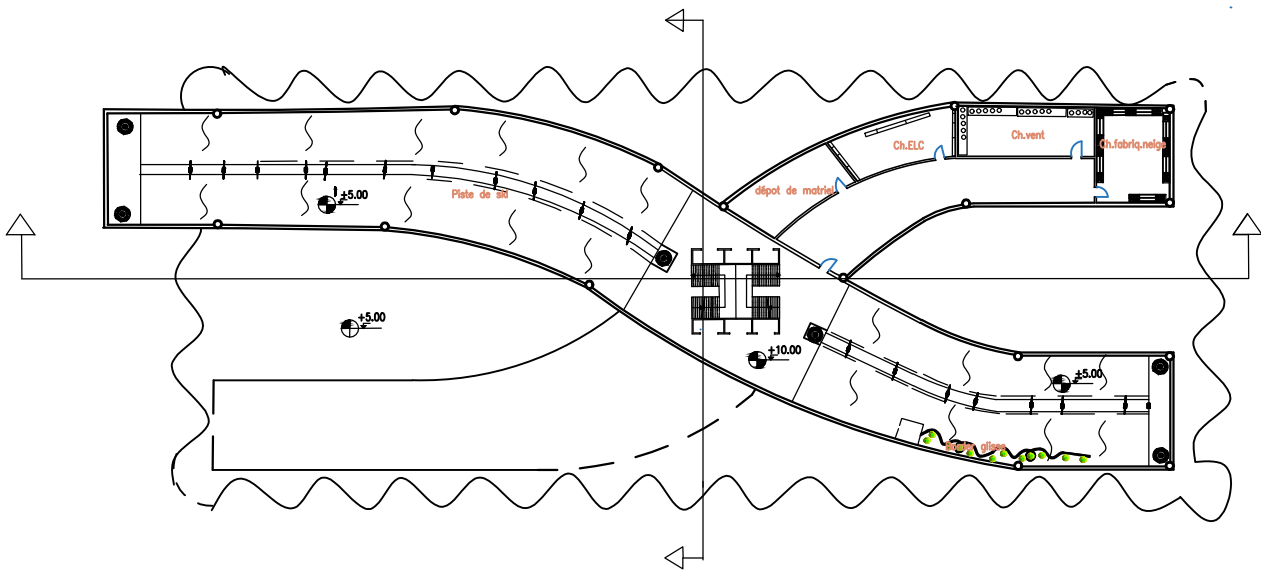 Ch.vent
Ch.ELC
Ch.fabriq.neige
dépot de matriel
Piste de ski
±5.00
+5.00
+10.00
±5.00
glisse